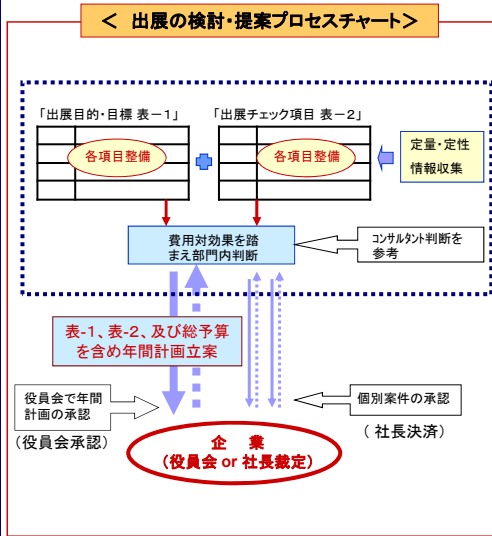 ＜ 出展の検討・提案プロセスチャート＞
「出展目的・目標 表－1」
「出展チェック項目 表－2」
各項目整備
各項目整備
定量・定性
情報収集
費用対効果を踏
まえ部門内判断
コンサルタント判断を
参考
表-1、表-2、及び総予算
を含め年間計画立案
役員会で年間
計画の承認
(役員会承認)
個別案件の承認
( 社長決済)
企　業
(役員会 or 社長裁定)